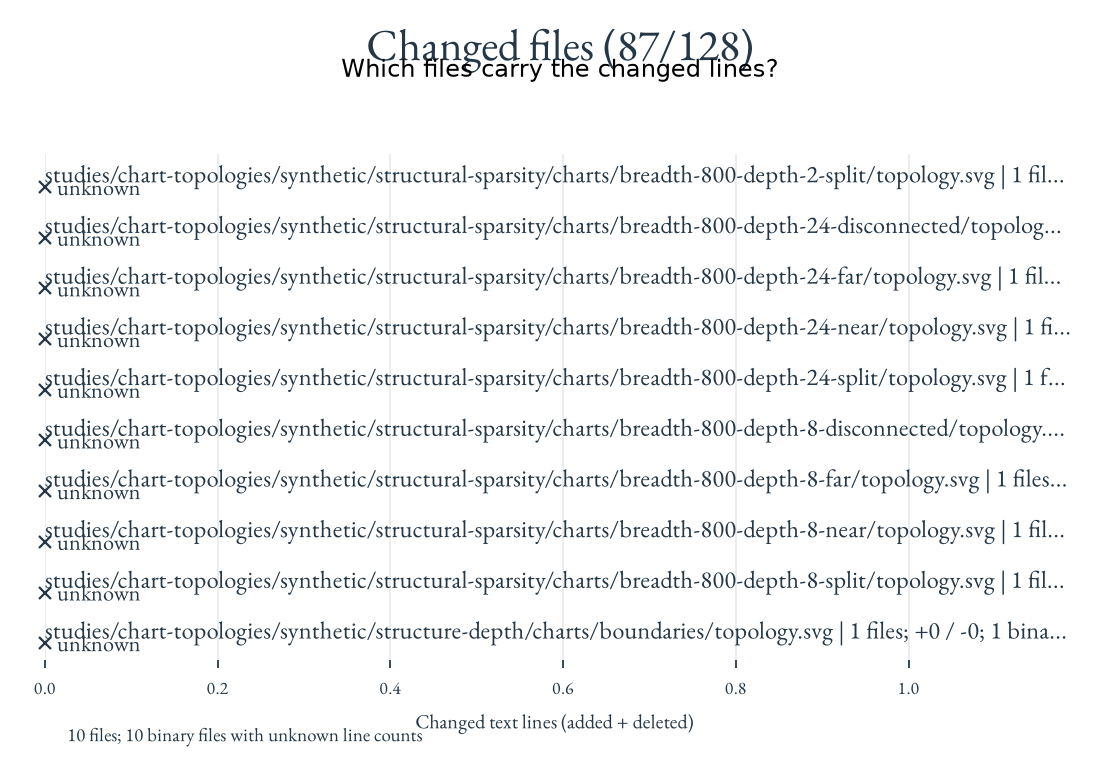 Changed files (87/128)
Which files carry the changed lines?
studies/chart-topologies/synthetic/structural-sparsity/charts/breadth-800-depth-2-split/topology.svg | 1 fil...
unknown
studies/chart-topologies/synthetic/structural-sparsity/charts/breadth-800-depth-24-disconnected/topolog...
unknown
studies/chart-topologies/synthetic/structural-sparsity/charts/breadth-800-depth-24-far/topology.svg | 1 fil...
unknown
studies/chart-topologies/synthetic/structural-sparsity/charts/breadth-800-depth-24-near/topology.svg | 1 fi...
unknown
studies/chart-topologies/synthetic/structural-sparsity/charts/breadth-800-depth-24-split/topology.svg | 1 f...
unknown
studies/chart-topologies/synthetic/structural-sparsity/charts/breadth-800-depth-8-disconnected/topology....
unknown
studies/chart-topologies/synthetic/structural-sparsity/charts/breadth-800-depth-8-far/topology.svg | 1 files...
unknown
studies/chart-topologies/synthetic/structural-sparsity/charts/breadth-800-depth-8-near/topology.svg | 1 fil...
unknown
studies/chart-topologies/synthetic/structural-sparsity/charts/breadth-800-depth-8-split/topology.svg | 1 fil...
unknown
studies/chart-topologies/synthetic/structure-depth/charts/boundaries/topology.svg | 1 files; +0 / -0; 1 bina...
unknown
0.0 0.2 0.4 0.6 0.8 1.0
Changed text lines (added + deleted)
10 files; 10 binary files with unknown line counts